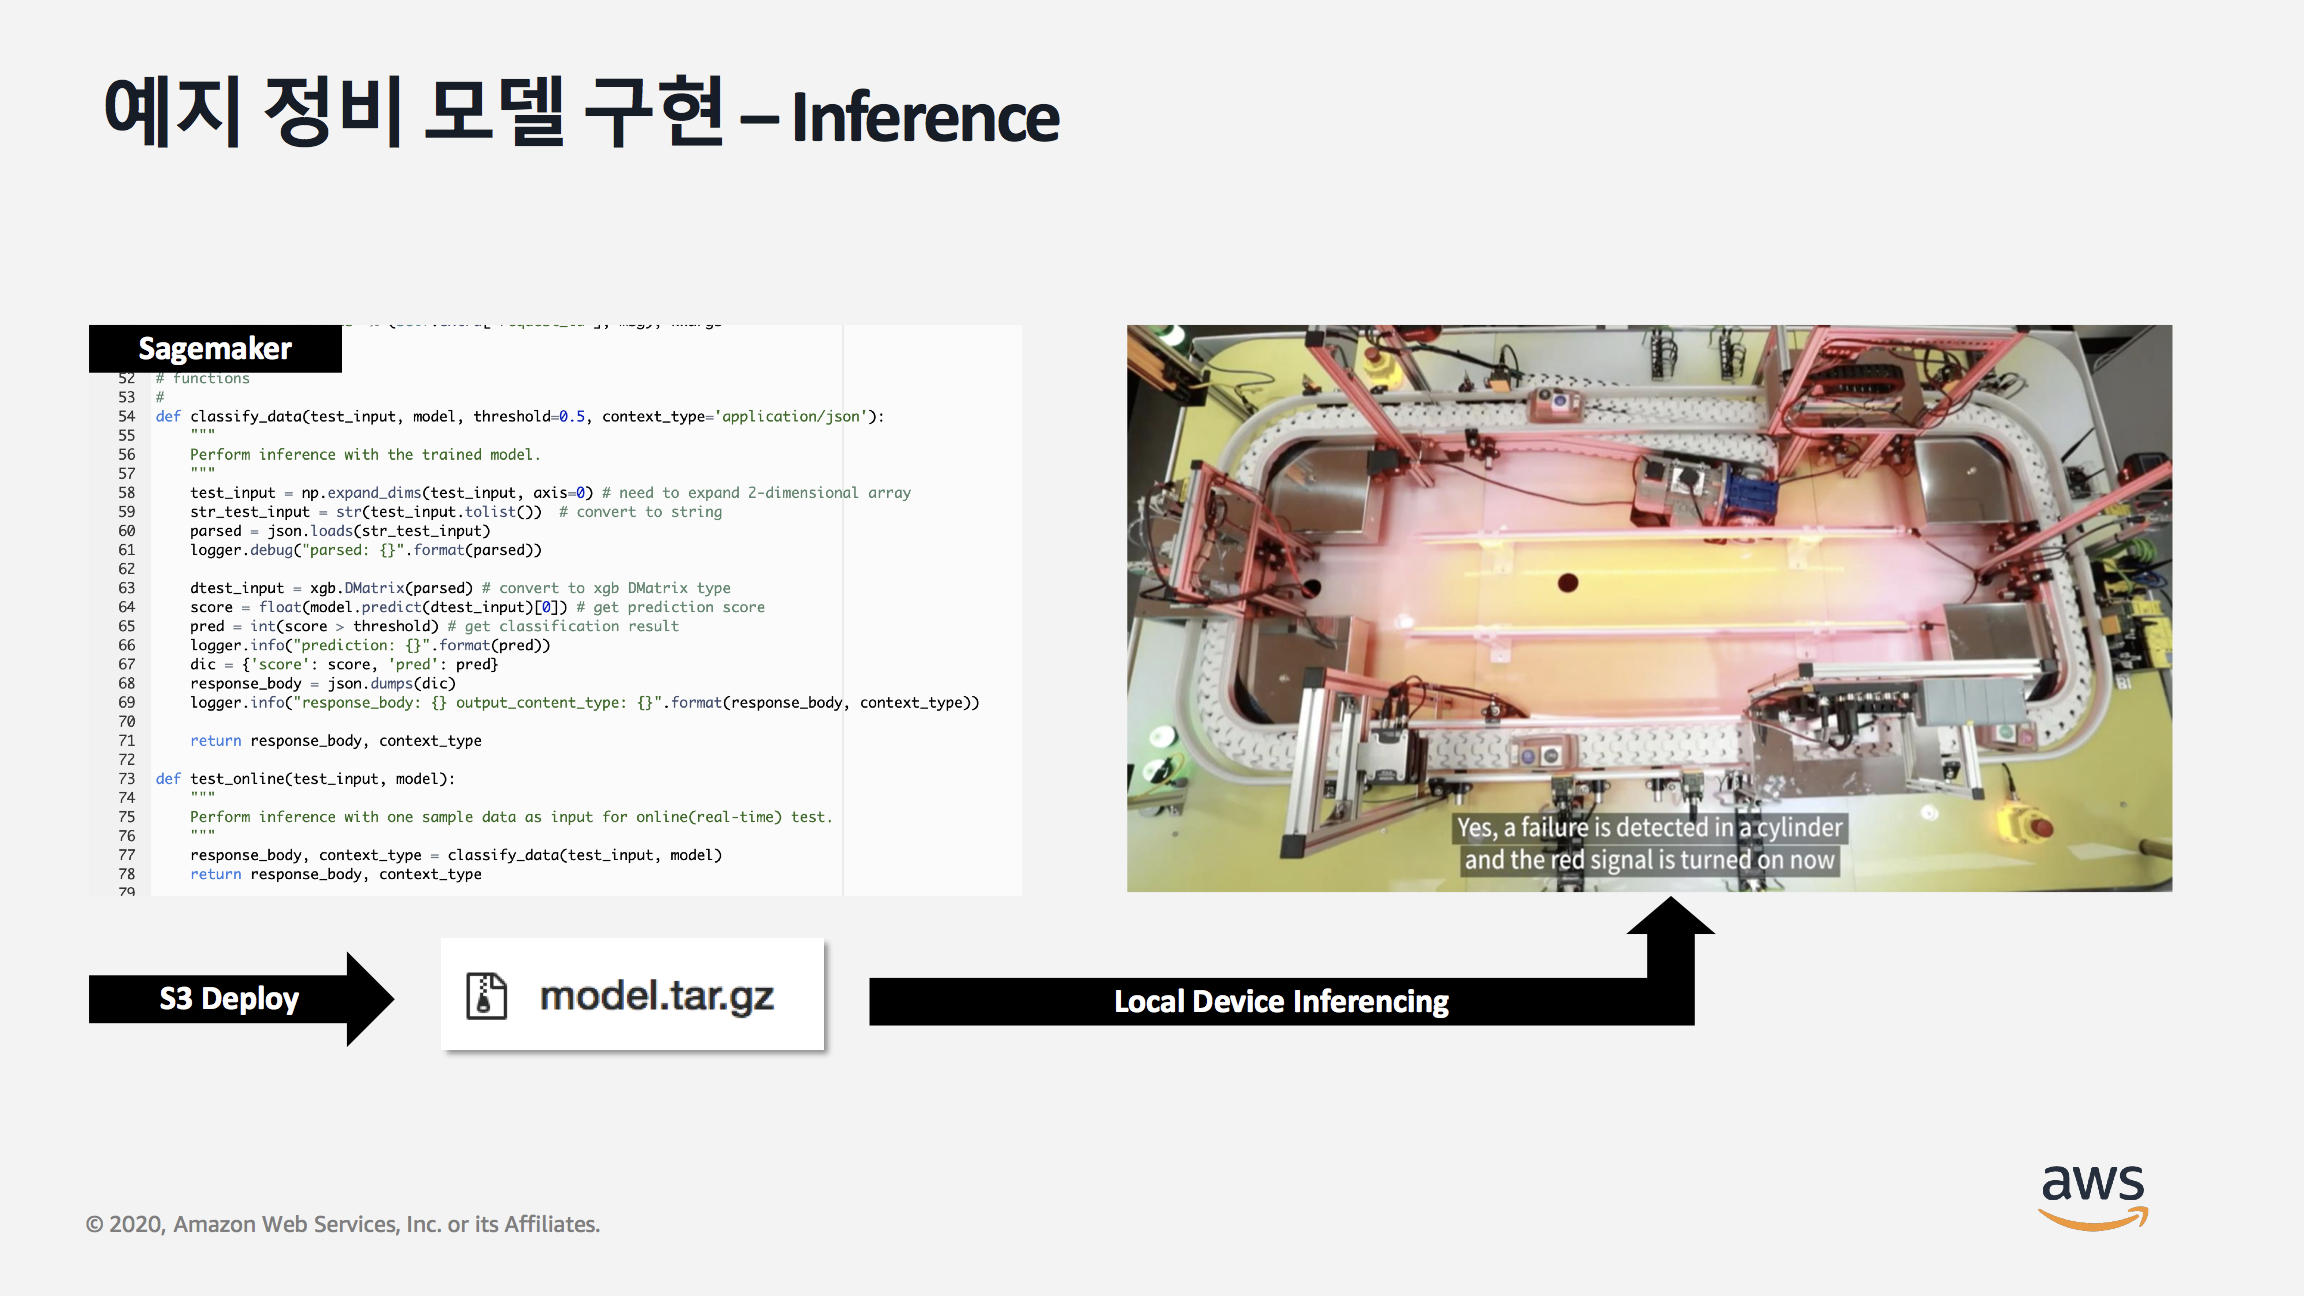 예지 정비 모델 구현 – Inference
Sagemaker
52 # functions
53 #
54 def classify_data(test_input, model, threshold=0.5, context_type='application/json'):
55     """
56     Perform inference with the trained model.
57     """
58     test_input = np.expand_dims(test_input, axis=0) # need to expand 2-dimensional array
59     str_test_input = str(test_input.tolist())  # convert to string
60     parsed = json.loads(str_test_input)
61     logger.debug("parsed: {}".format(parsed))
62
63     dtest_input = xgb.DMatrix(parsed) # convert to xgb DMatrix type
64     score = float(model.predict(dtest_input)[0]) # get prediction score
65     pred = int(score > threshold) # get classification result
66     logger.info("prediction: {}".format(pred))
67     dic = {'score': score, 'pred': pred}
68     response_body = json.dumps(dic)
69     logger.info("response_body: {} output_content_type: {}".format(response_body, context_type))
70
71     return response_body, context_type
72
73 def test_online(test_input, model):
74     """
75     Perform inference with one sample data as input for online(real-time) test.
76     """
77     response_body, context_type = classify_data(test_input, model)
78     return response_body, context_type
79
Yes, a failure is detected in a cylinder
and the red signal is turned on now
S3 Deploy
model.tar.gz
Local Device Inferencing
© 2020, Amazon Web Services, Inc. or its Affiliates.
aws